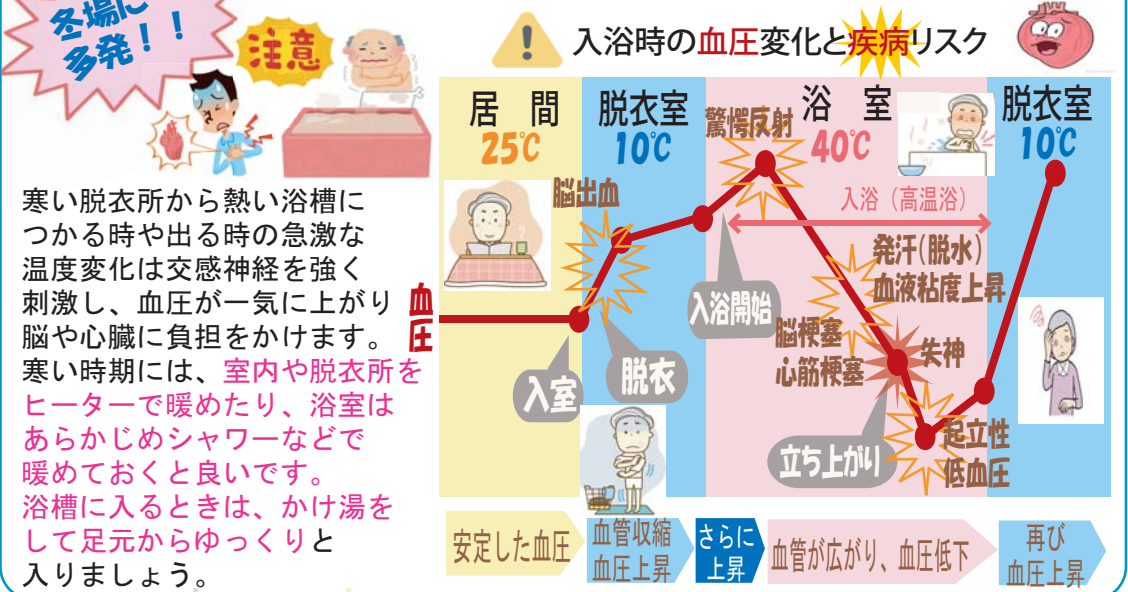 冬場に
多発！！
注意
寒い脱衣所から熱い浴槽に
つかる時や出る時の急激な
温度変化は交感神経を強く
刺激し、血圧が一気に上がり
脳や心臓に負担をかけます。
寒い時期には、室内や脱衣所を
ヒーターで暖めたり、浴室は
あらかじめシャワーなどで
暖めておくと良いです。
浴槽に入るときは、かけ湯を
して足元からゆっくりと
入りましょう。
入浴時の血圧変化と疾病リスク
居間
25℃
脱衣室
10℃
浴室
40℃
脱衣室
10℃
血圧
脳出血
驚愕反射
入浴（高温浴）
発汗(脱水)
血液粘度上昇
入浴開始
脳梗塞
心筋梗塞
失神
入室
脱衣
立ち上がり
起立性
低血圧
安定した血圧
血管収縮
血圧上昇
さらに
上昇
血管が広がり、血圧低下
再び
血圧上昇